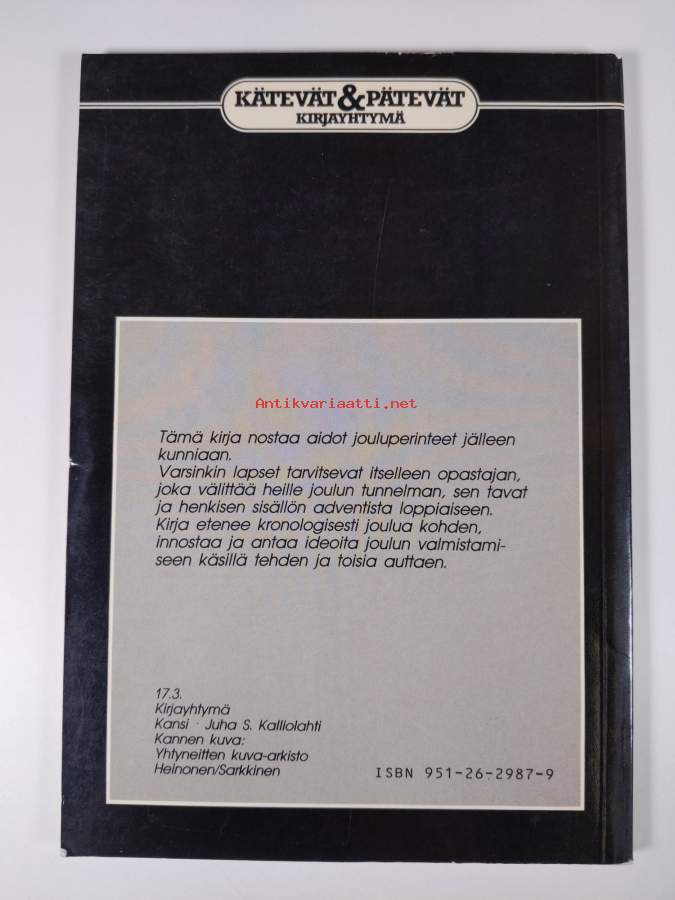 KÄTEVÄT & PÄTEVÄT
KIRJAYHTYMÄ
Antikvariaatti.net
Tämä kirja nostaa aidot jouluperinteet jälleen
kunniaan.
Varsinkin lapset tarvitsevat itselleen opastajan,
joka välittää heille joulun tunnelman, sen tavat
ja henkisen sisällön adventista loppiaiseen.
Kirja etenee kronologisesti joulua kohden,
innostaa ja antaa ideoita joulun valmistami-
seen käsillä tehden ja toisia auttaen.
17.3.
Kirjayhtymä
Kansi · Juha S. Kalliolahti
Kannen kuva:
Yhtyneitten kuva-arkisto
Heinonen/Sarkkinen
ISBN 951-26-2987-9